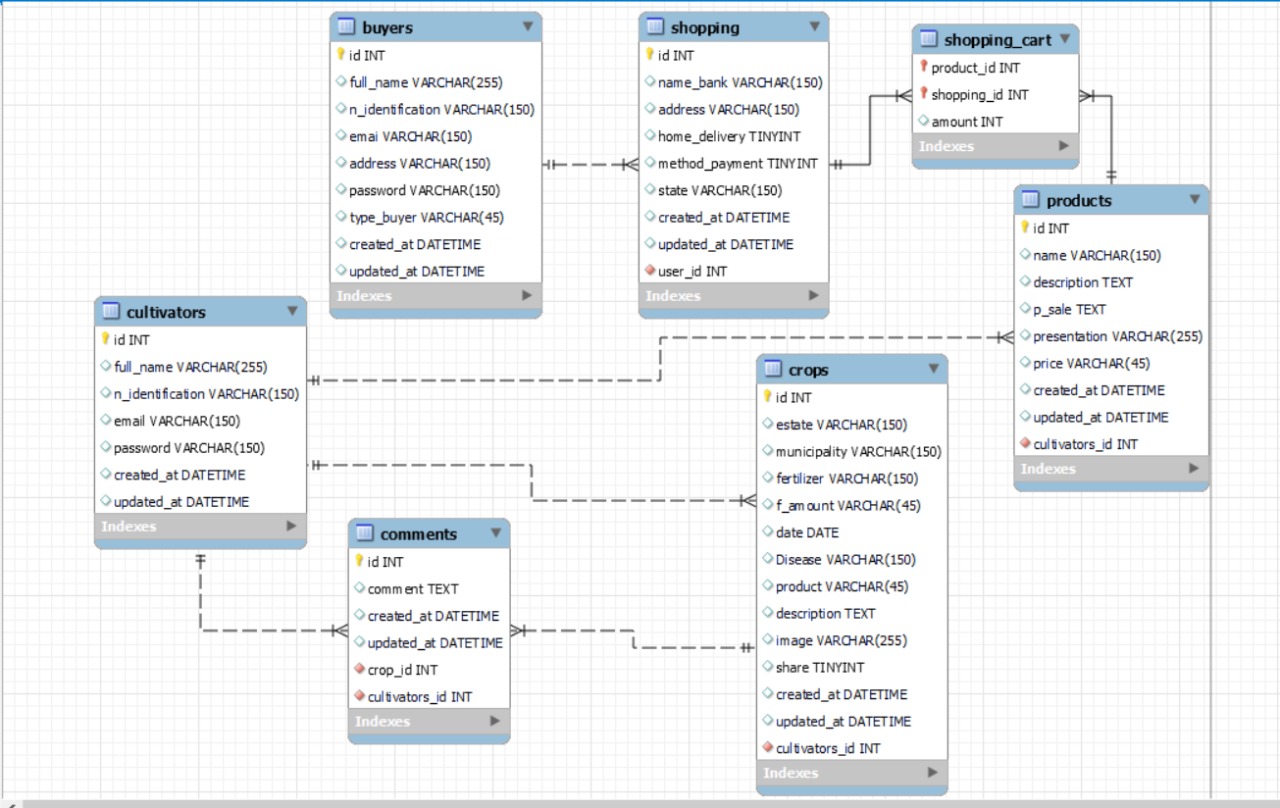 buyers
id INT
full_name VARCHAR(255)
n_identification VARCHAR(150)
emai VARCHAR(150)
address VARCHAR(150)
password VARCHAR(150)
type_buyer VARCHAR(45)
created_at DATETIME
updated_at DATETIME
Indexes
shopping
id INT
name_bank VARCHAR(150)
address VARCHAR(150)
home_delivery TINYINT
method_payment TINYINT
state VARCHAR(150)
created_at DATETIME
updated_at DATETIME
user_id INT
Indexes
shopping_cart
product_id INT
shopping_id INT
amount INT
Indexes
products
id INT
name VARCHAR(150)
description TEXT
p_sale TEXT
presentation VARCHAR(255)
price VARCHAR(45)
created_at DATETIME
updated_at DATETIME
cultivators_id INT
Indexes
cultivators
id INT
full_name VARCHAR(255)
n_identification VARCHAR(150)
email VARCHAR(150)
password VARCHAR(150)
created_at DATETIME
updated_at DATETIME
Indexes
crops
id INT
estate VARCHAR(150)
municipality VARCHAR(150)
fertilizer VARCHAR(150)
f_amount VARCHAR(45)
date DATE
Disease VARCHAR(150)
product VARCHAR(45)
description TEXT
image VARCHAR(255)
share TINYINT
created_at DATETIME
updated_at DATETIME
cultivators_id INT
Indexes
comments
id INT
comment TEXT
created_at DATETIME
updated_at DATETIME
crop_id INT
cultivators_id INT
Indexes